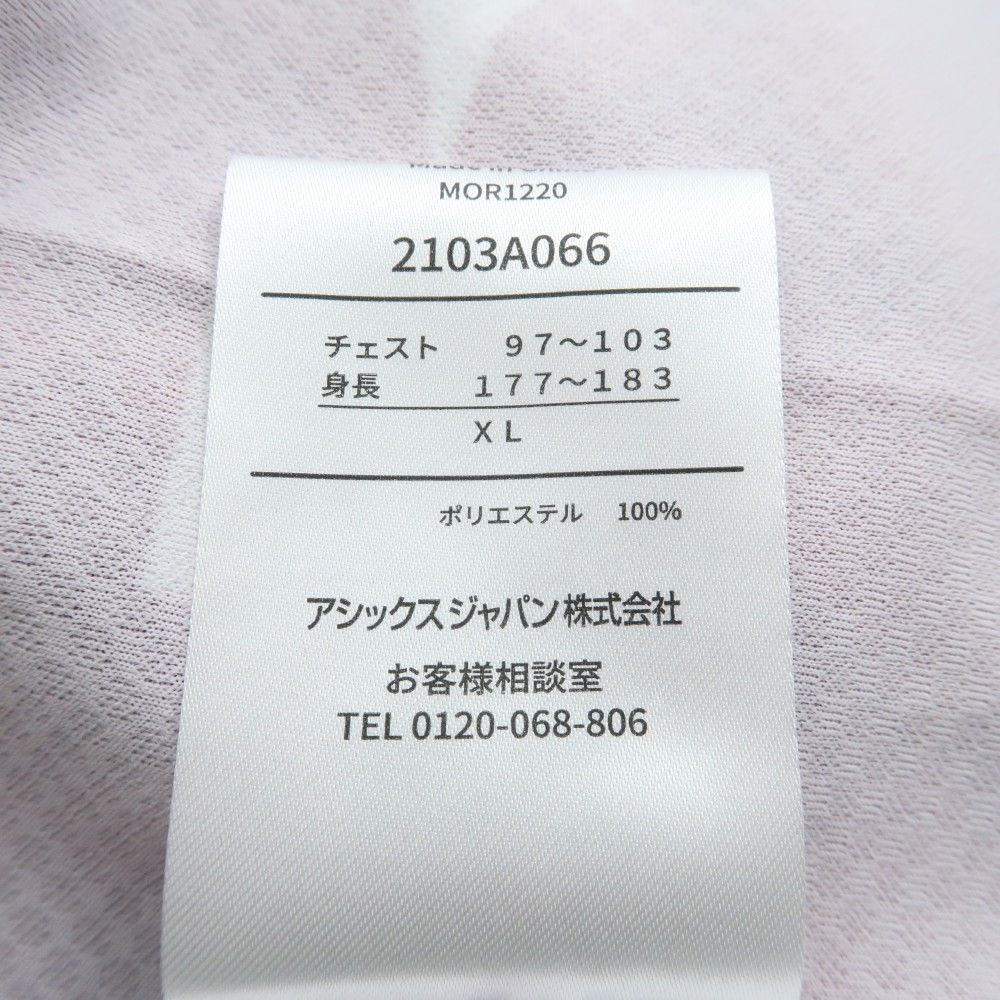 Made in
MOR1220
2103A066
チェスト ９７～１０３
身長 １７７～１８３
ＸＬ
ポリエステル 100%
アシックスジャパン株式会社
お客様相談室
TEL 0120-068-806